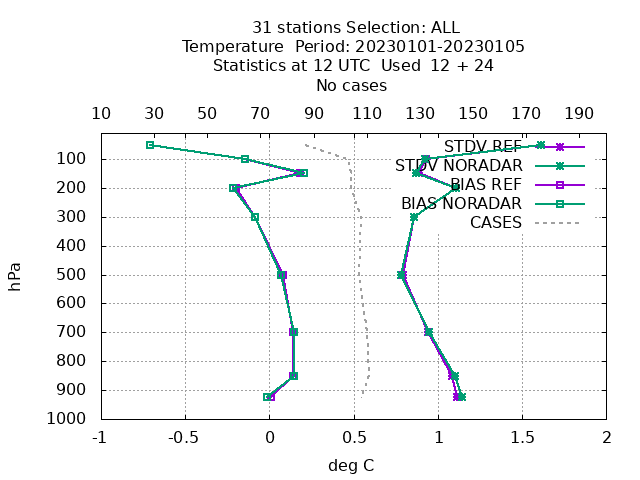 31 stations Selection: ALL
Temperature  Period: 20230101-20230105
Statistics at 12 UTC  Used  12 + 24
No cases
10 30 50 70 90 110 130 150 170 190
STDV REF
100
STDV NORADAR
BIAS REF
200
BIAS NORADAR
300
CASES
400
500
600
700
800
900
1000
hPa
-1 -0.5 0 0.5 1 1.5 2
deg C